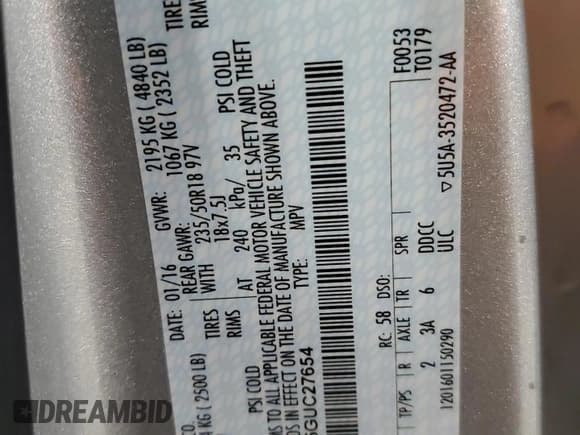 CO.
DATE: 01/16 GVWR: 2195 KG ( 4840 LB)
KG ( 2500 LB) REAR GAWR: 1067 KG ( 2352 LB)
TIRES WITH 235/50R18 97V TIRE
RIMS 18x7.5J RIMS
PSI COLD AT 240 kPa/ 35 PSI COLD
TO ALL APPLICABLE FEDERAL MOTOR VEHICLE SAFETY AND THEFT
IN EFFECT ON THE DATE OF MANUFACTURE SHOWN ABOVE.
GUC27654 TYPE: MPV
F0053
RC: 58 DSO: T0179
TP/PS R AXLE TR SPR
2 3A 6 DDCC
1201601150290 ULC ▽5U5A-3520472-AA
DREAMBID